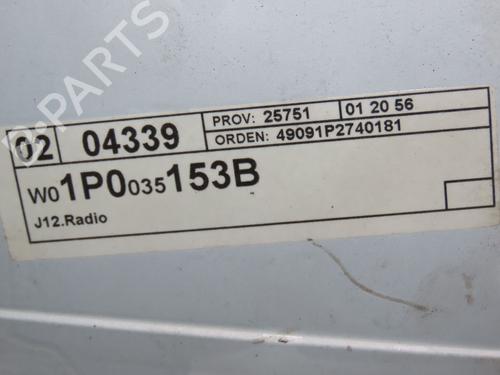 B-PARTS
02 04339 PROV: 25751 01 20 56
ORDEN: 49091P2740181
W01P0035153B
J12.Radio